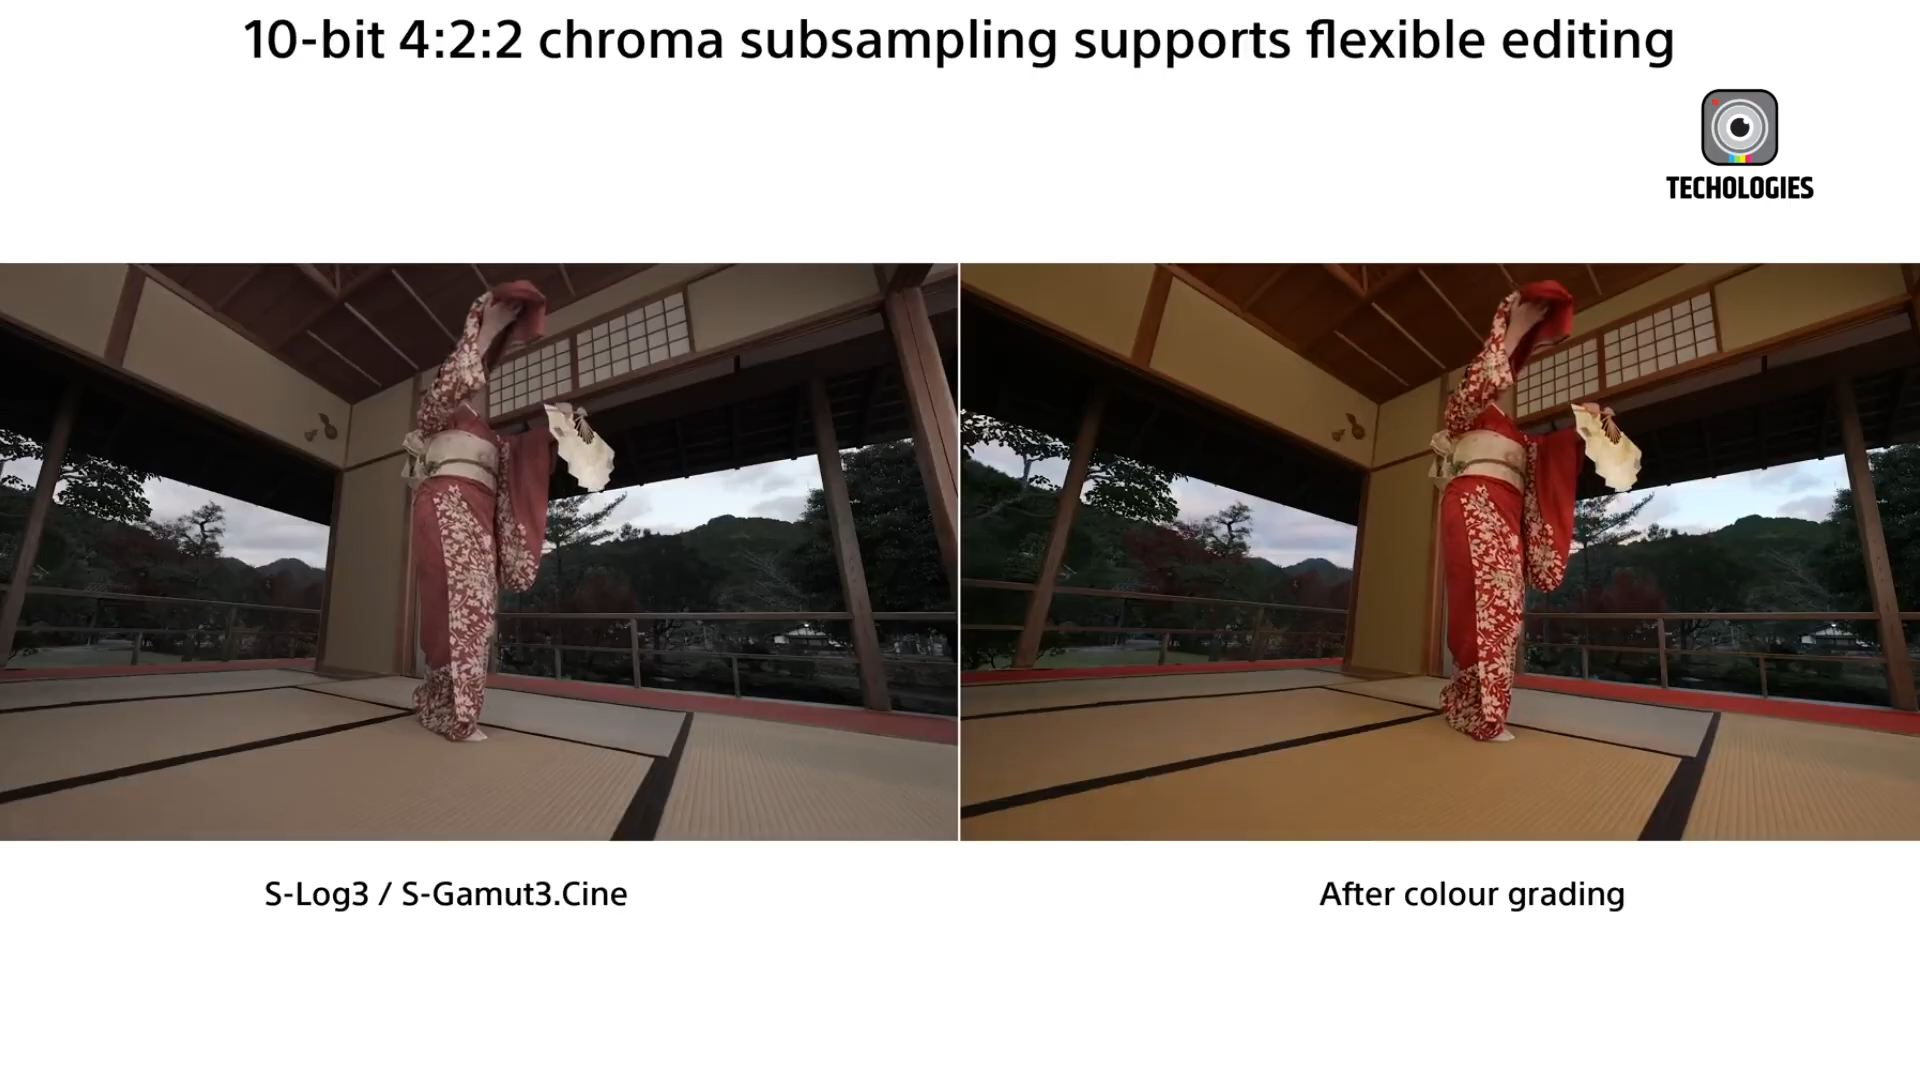 10-bit 4:2:2 chroma subsampling supports flexible editing
TECHOLOGIES
S-Log3 / S-Gamut3.Cine
After colour grading